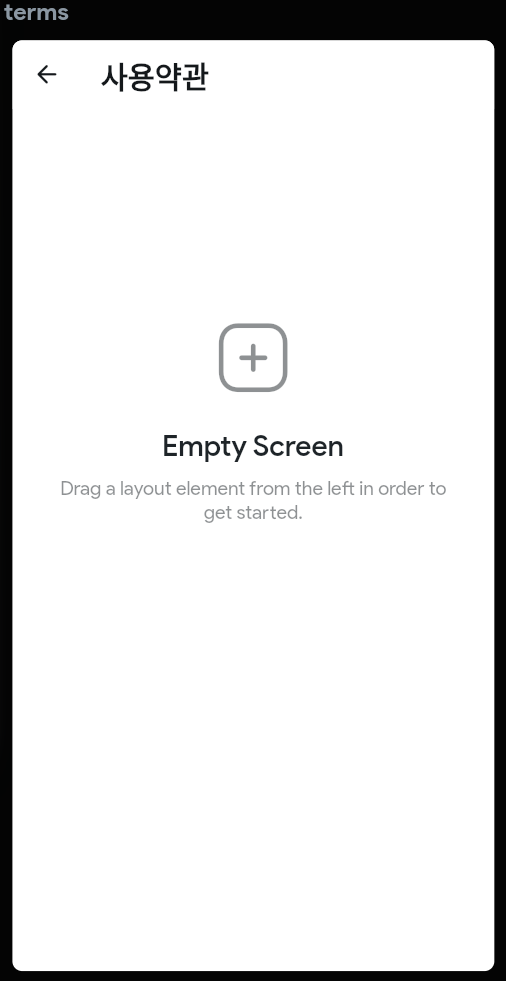 terms
사용약관
Empty Screen
Drag a layout element from the left in order to
get started.